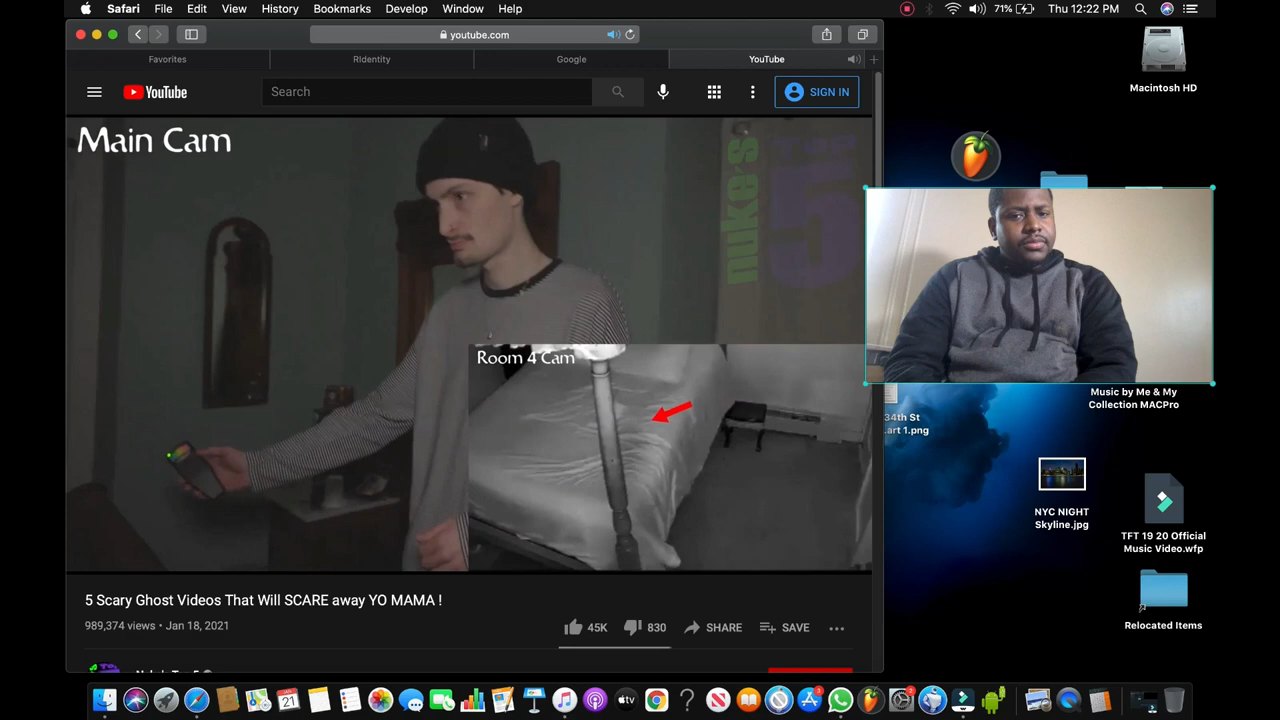 Safari File Edit View History Bookmarks Develop Window Help 71% Thu 12:22 PM
youtube.com
Favorites RIdentity Google YouTube
YouTube Search SIGN IN
Macintosh HD
Main Cam
nuke's
Room 4 Cam
Music by Me & My
Collection MACPro
34th St
.art 1.png
NYC NIGHT
Skyline.jpg
TFT 19 20 Official
Music Video.wfp
5 Scary Ghost Videos That Will SCARE away YO MAMA !
989,374 views • Jan 18, 2021
45K 830 SHARE SAVE
Relocated Items
JAN
21
tv